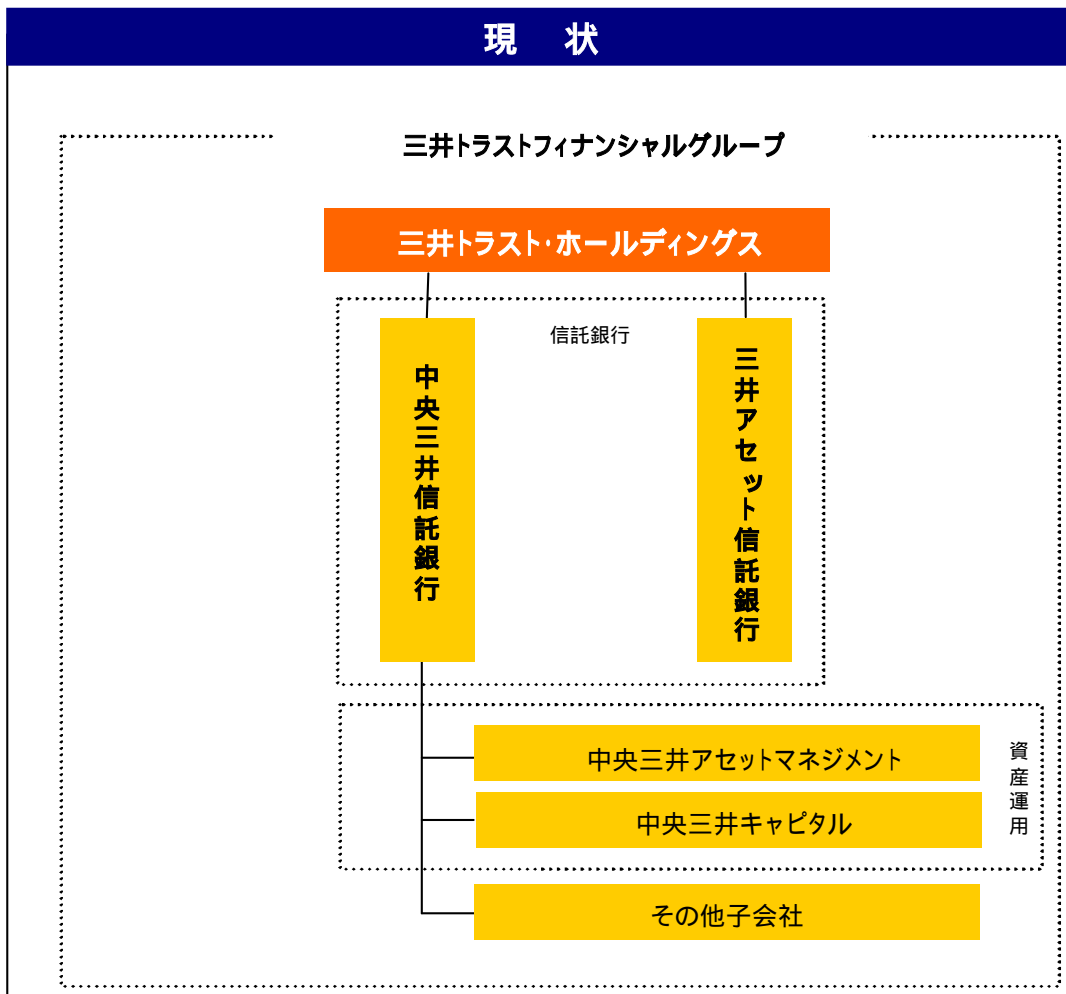 現 状
三井トラストフィナンシャルグループ
三井トラスト・ホールディングス
信託銀行
中央三井信託銀行
三井アセット信託銀行
中央三井アセットマネジメント
中央三井キャピタル
資産運用
その他子会社